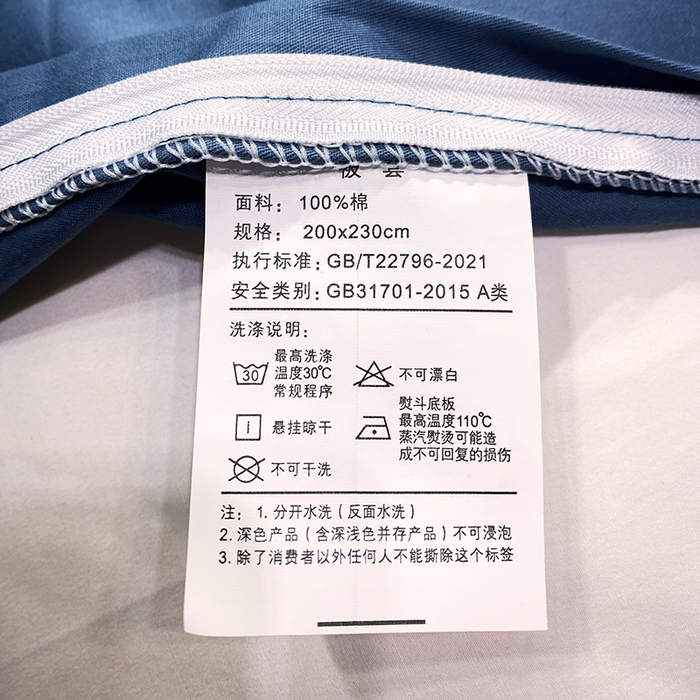 面料：100%棉
规格：200x230cm
执行标准:GB/T22796-2021
安全类别:GB31701-2015 A类
洗涤说明:
30
最高洗涤
温度30℃
常规程序
不可漂白
悬挂晾干
熨斗底板
最高温度110℃
蒸汽熨烫可能造
成不可回复的损伤
不可干洗
注: 1. 分开水洗（反面水洗）
2. 深色产品（含深浅色并存产品）不可浸泡
3. 除了消费者以外任何人不能撕除这个标签